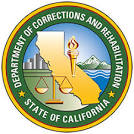 DEPARTMENT OF CORRECTIONS AND REHABILITATION
STATE OF CALIFORNIA